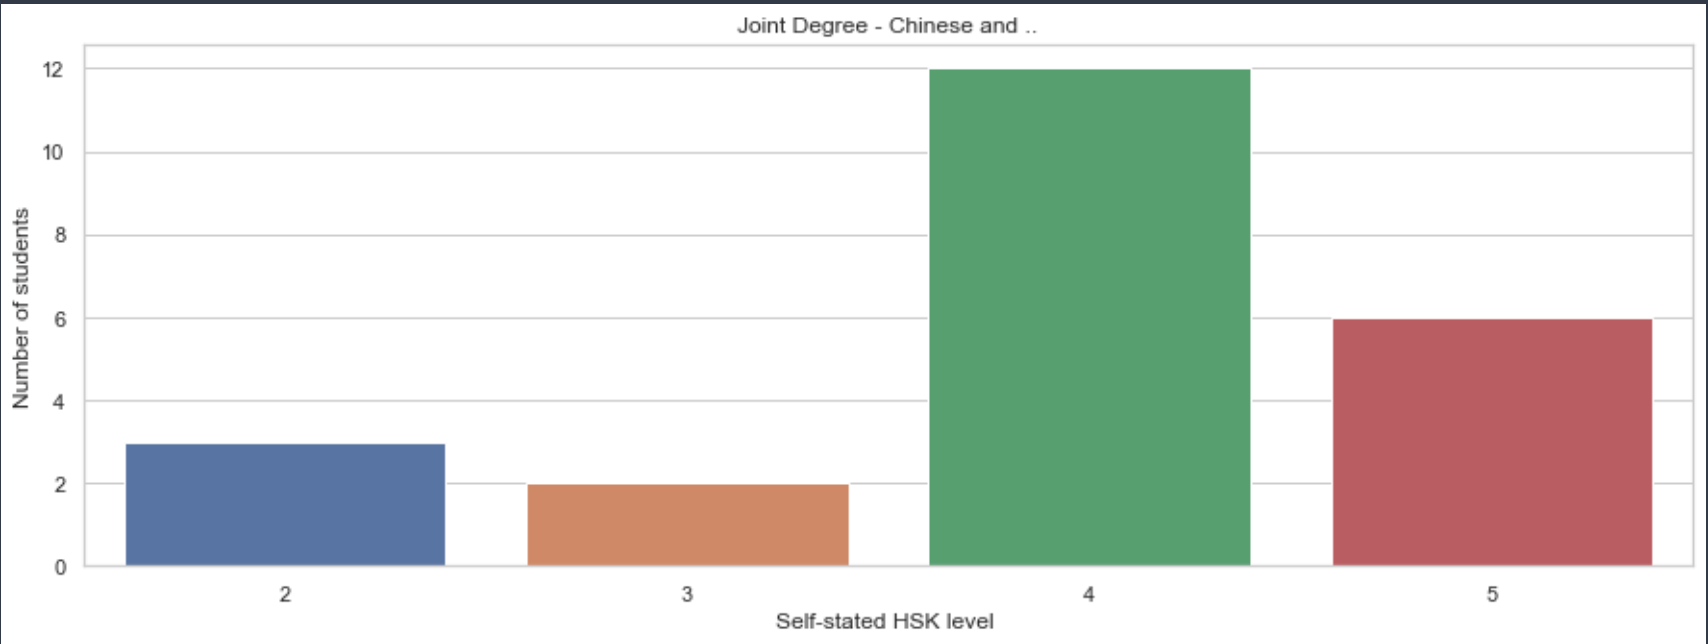 Joint Degree - Chinese and ..
12
10
8
6
4
2
0
Number of students
2 3 4 5
Self-stated HSK level